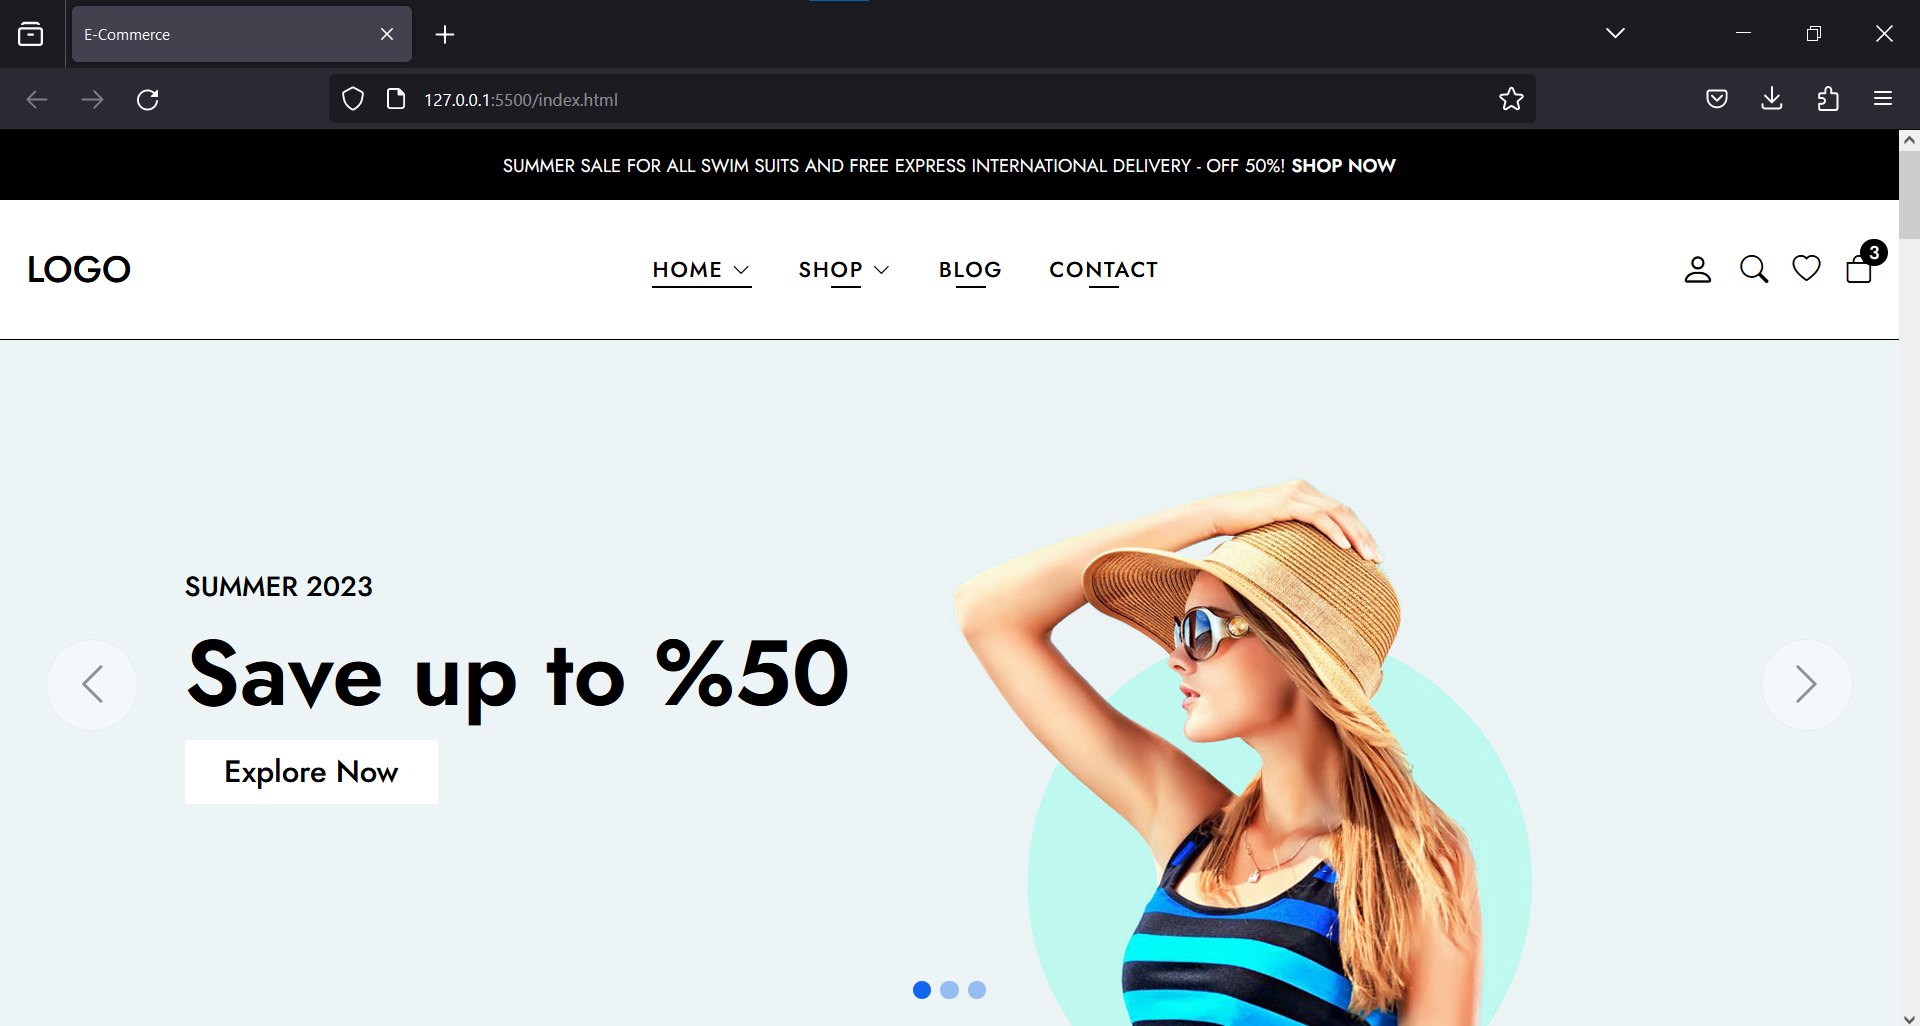 E-Commerce
127.0.0.1:5500/index.html
SUMMER SALE FOR ALL SWIM SUITS AND FREE EXPRESS INTERNATIONAL DELIVERY - OFF 50%! SHOP NOW
LOGO
HOME SHOP BLOG CONTACT
3
SUMMER 2023
Save up to %50
Explore Now